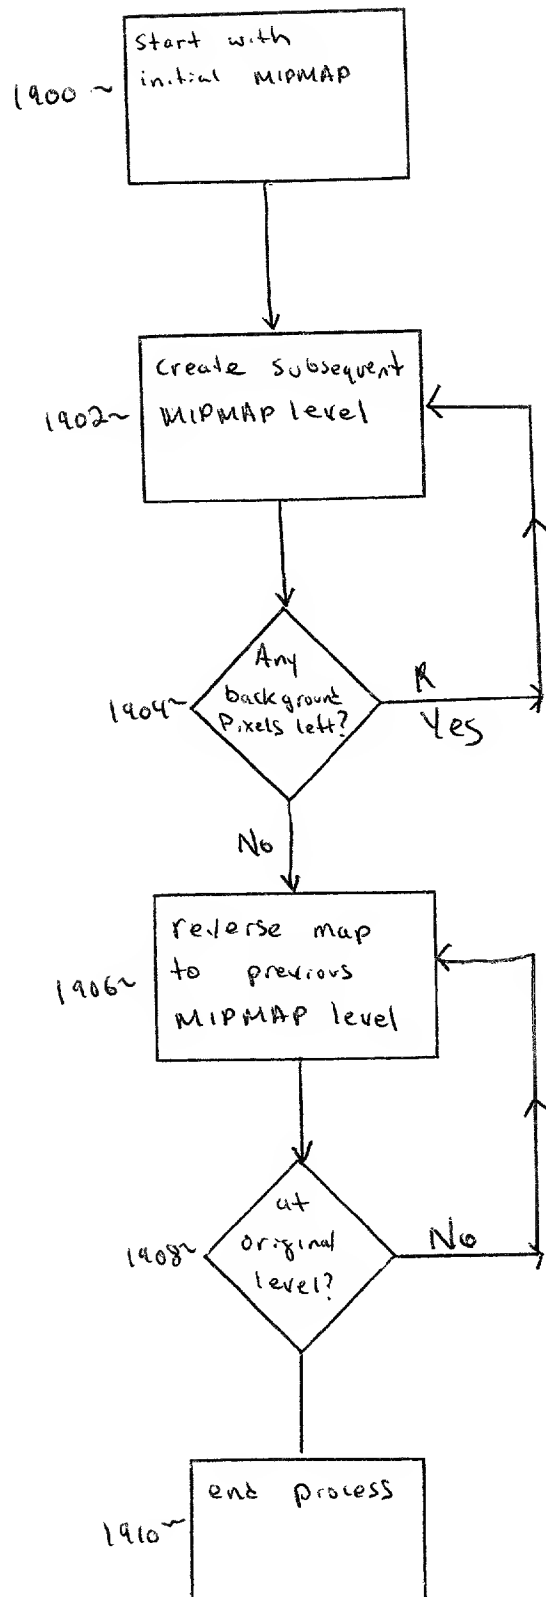 Start with
initial MIPMAP
1900 ~
create subsequent
MIPMAP level
1902~
Any
background
Pixels left?
1904~
R
Yes
No
reverse map
to previous
MIPMAP level
1906~
at
original
level?
1908~
No
end process
1910~